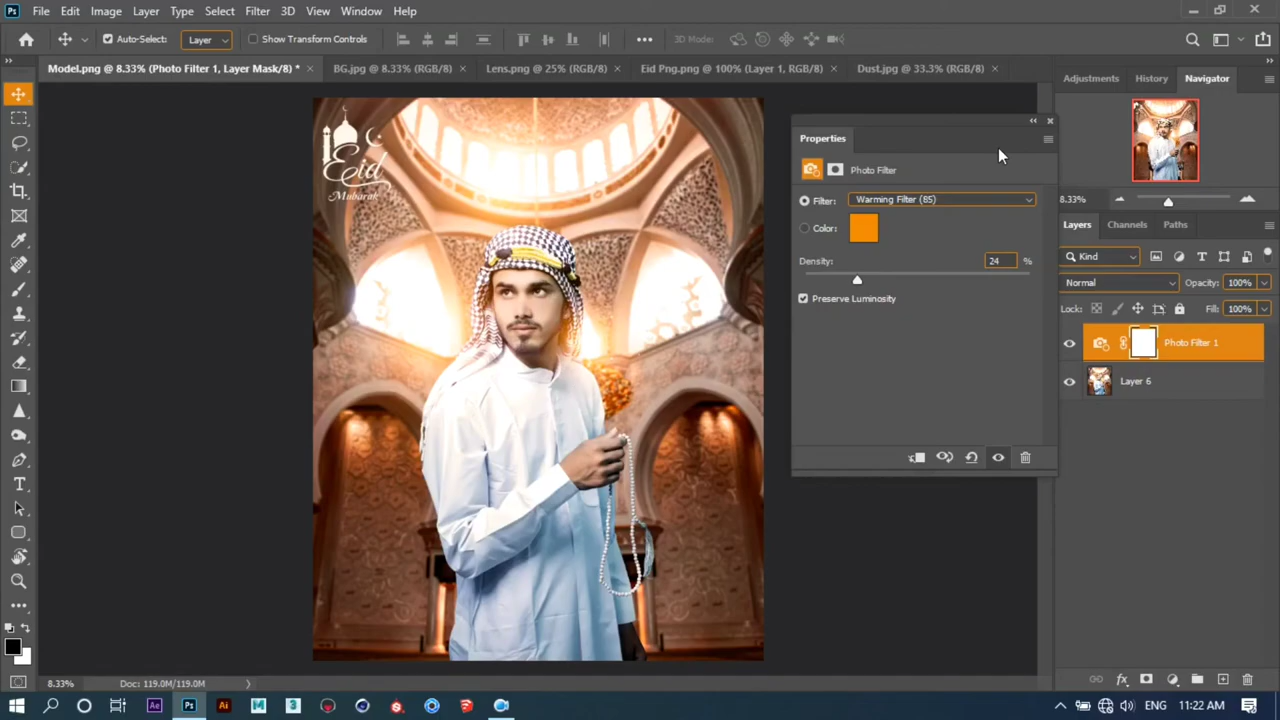 Ps File Edit Image Layer Type Select Filter 3D View Window Help
Auto-Select: Layer Show Transform Controls 3D Mode:
Model.png @ 8.33% (Photo Filter 1, Layer Mask/8) * BG.jpg @ 8.33% (RGB/8) Lens.png @ 25% (RGB/8) Eid Png.png @ 100% (Layer 1, RGB/8) Dust.jpg @ 33.3% (RGB/8)
Adjustments History Navigator
Eid
Mubarak
Properties
Photo Filter
Filter: Warming Filter (85)
Color:
Density: 24 %
Preserve Luminosity
8.33%
Layers Channels Paths
Kind
Normal Opacity: 100%
Lock: Fill: 100%
Photo Filter 1
Layer 6
8.33% Doc: 119.0M/119.0M
Ae Ps Ai M 3 11:22 AM